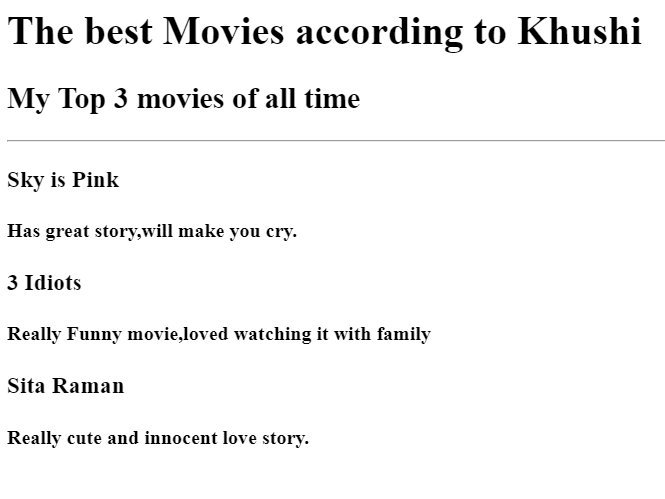 The best Movies according to Khushi
My Top 3 movies of all time
Sky is Pink
Has great story,will make you cry.
3 Idiots
Really Funny movie,loved watching it with family
Sita Raman
Really cute and innocent love story.